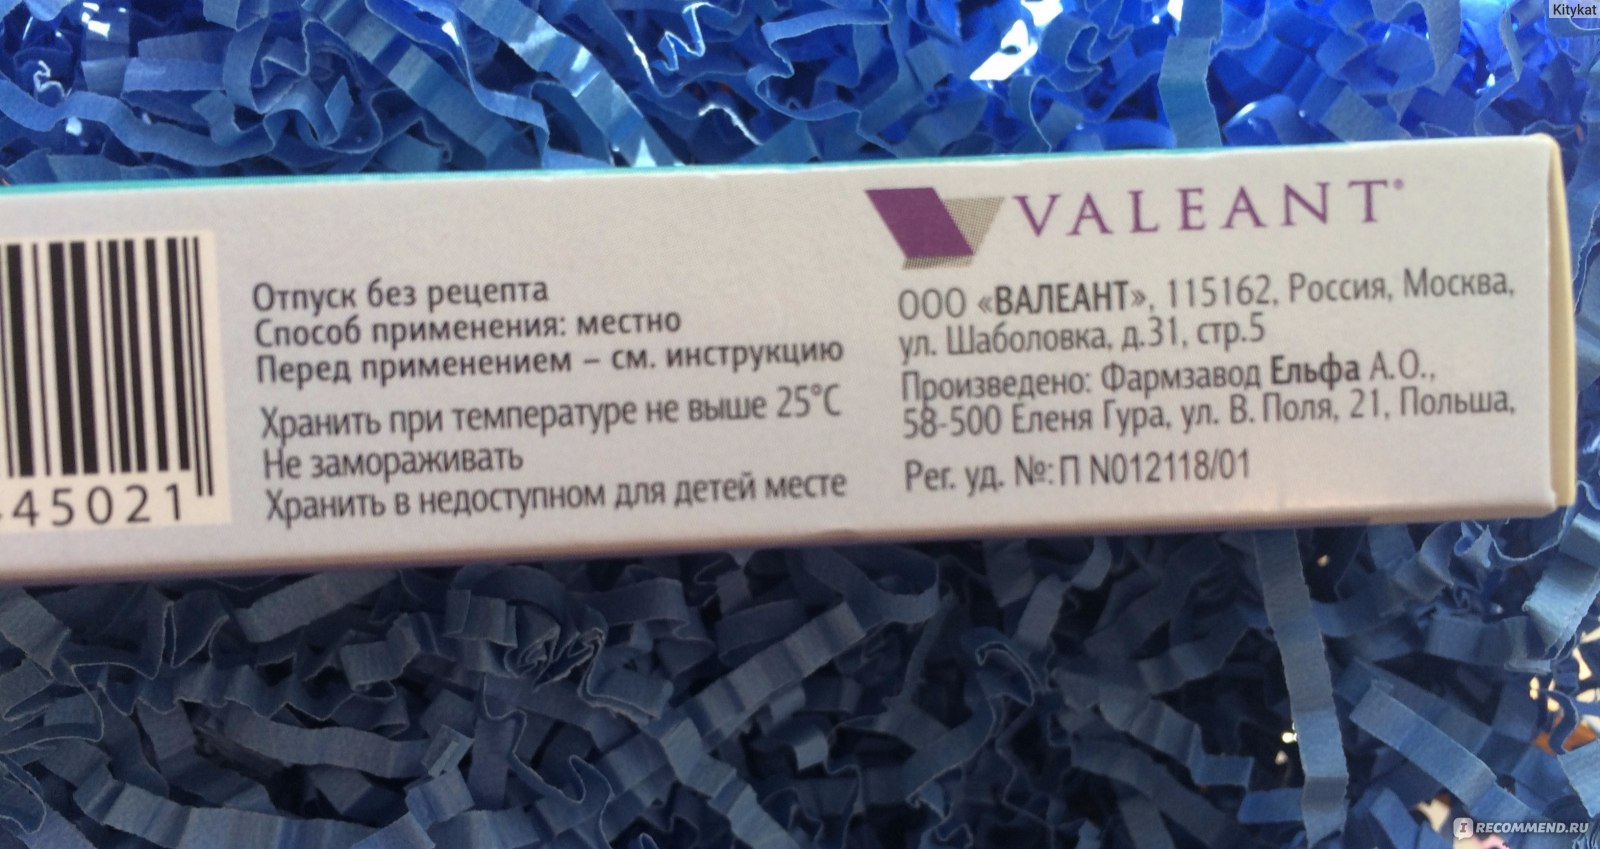 Kitykat
VALEANT®
45021
Отпуск без рецепта
Способ применения: местно
Перед применением – см. инструкцию
Хранить при температуре не выше 25°C
Не замораживать
Хранить в недоступном для детей месте
ООО «ВАЛЕАНТ», 115162, Россия, Москва,
ул. Шаболовка, д.31, стр.5
Произведено: Фармзавод Ельфа А.О.,
58-500 Еленя Гура, ул. В. Поля, 21, Польша,
Рег. уд. №: П N012118/01
I RECOMMEND.RU